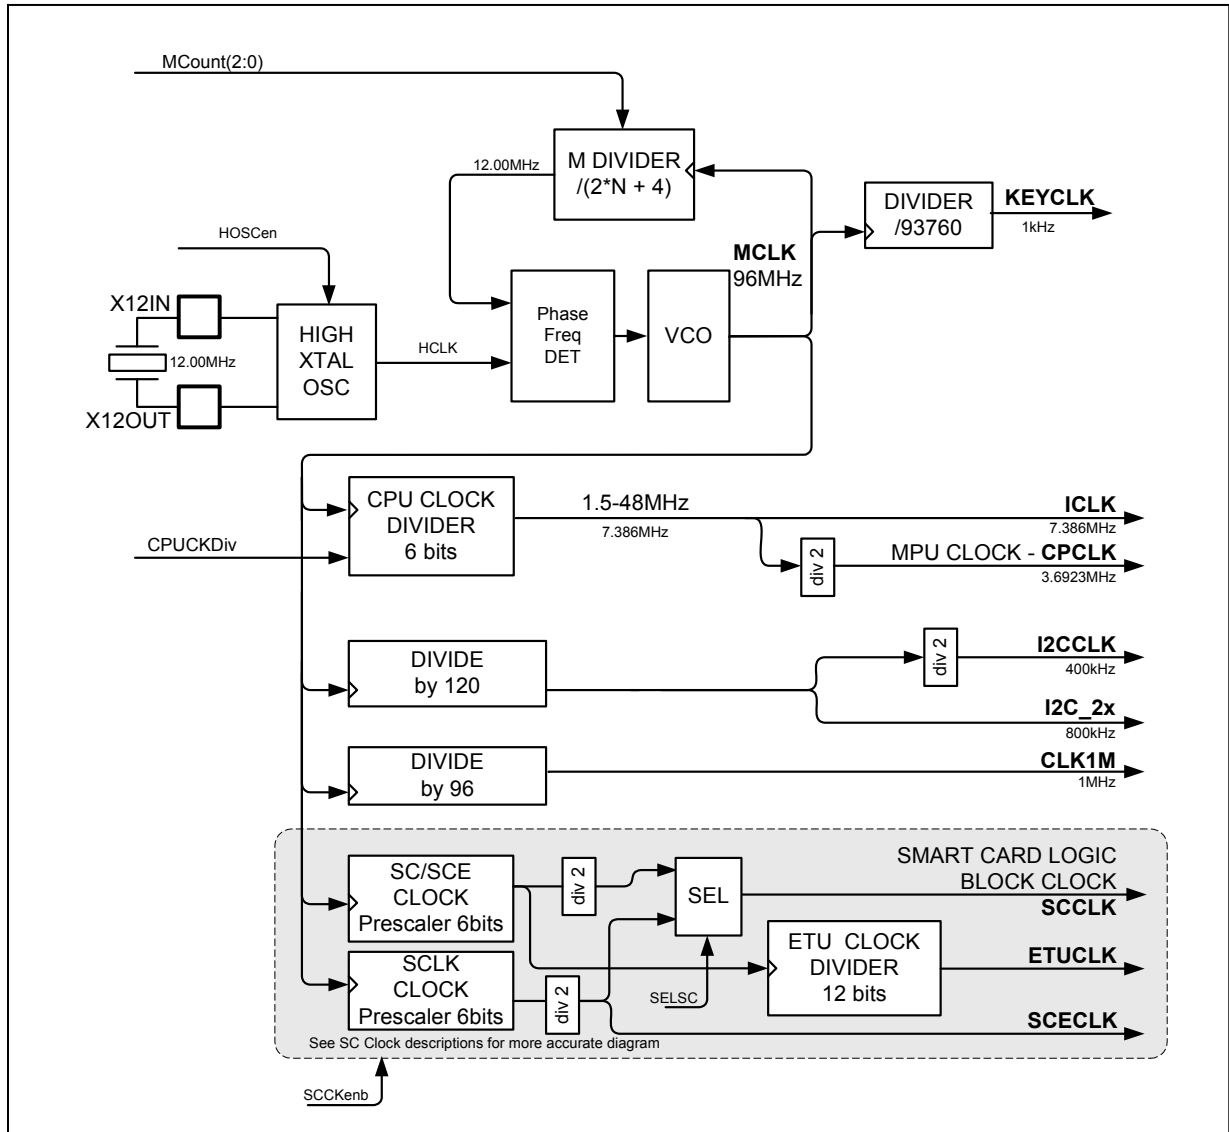 MCount(2:0)
12.00MHz
M DIVIDER
/(2*N + 4)
DIVIDER
/93760
KEYCLK
1kHz
HOSCen
MCLK
96MHz
X12IN
12.00MHz
X12OUT
HIGH
XTAL
OSC
HCLK
Phase
Freq
DET
VCO
CPU CLOCK
DIVIDER
6 bits
1.5-48MHz
7.386MHz
ICLK
7.386MHz
CPUCKDiv
div 2
MPU CLOCK - CPCLK
3.6923MHz
DIVIDE
by 120
div 2
I2CCLK
400kHz
I2C_2x
800kHz
DIVIDE
by 96
CLK1M
1MHz
SC/SCE
CLOCK
Prescaler 6bits
div 2
SEL
SMART CARD LOGIC
BLOCK CLOCK
SCCLK
SCLK
CLOCK
Prescaler 6bits
div 2
SELSC
ETU CLOCK
DIVIDER
12 bits
ETUCLK
SCECLK
See SC Clock descriptions for more accurate diagram
SCCKenb